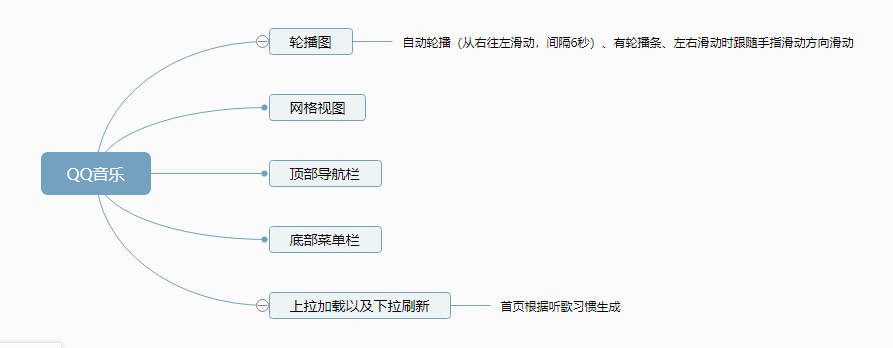 轮播图
自动轮播（从右往左滑动，间隔6秒）、有轮播条、左右滑动时跟随手指滑动方向滑动
网格视图
QQ音乐
顶部导航栏
底部菜单栏
上拉加载以及下拉刷新
首页根据听歌习惯生成